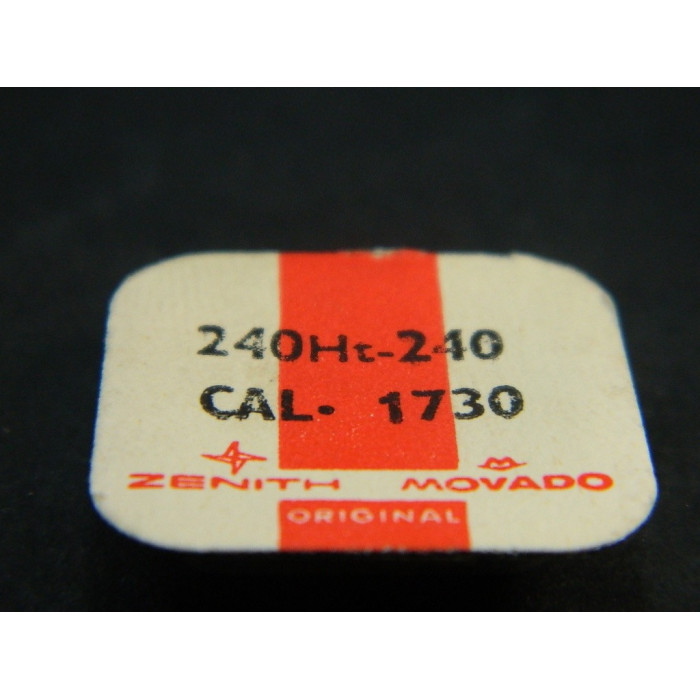 240Ht-240
CAL. 1730
ZENITH MOVADO
ORIGINAL